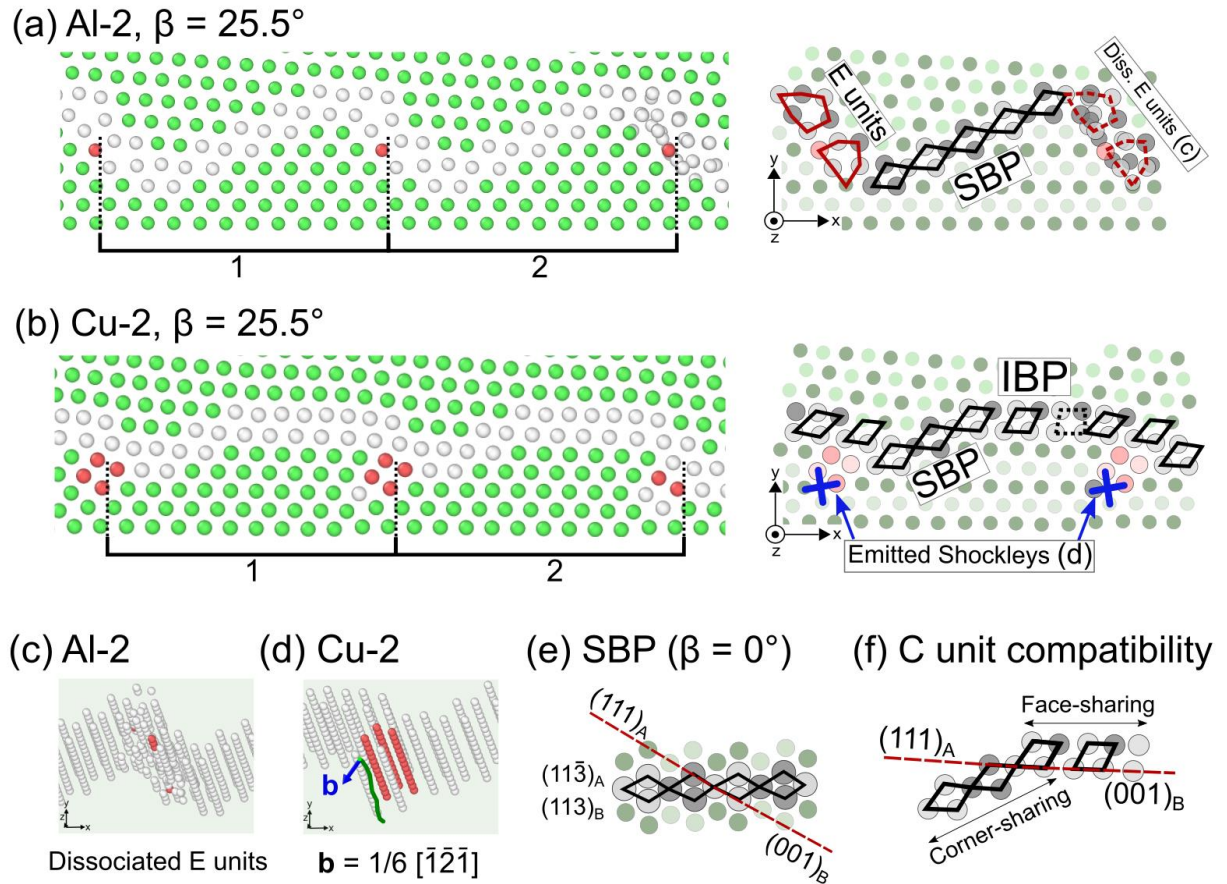 (a) Al-2, β = 25.5°
E units
SBP
Diss. E units (c)
y
x
z
1
2
(b) Cu-2, β = 25.5°
IBP
SBP
y
x
z
Emitted Shockleys (d)
1
2
(c) Al-2
(d) Cu-2
(e) SBP (β = 0°)
(f) C unit compatibility
Face-sharing
(111)A
(111)A
(113̄)A
(113)B
b
(001)B
(001)B
Corner-sharing
y
z
x
y
z
x
Dissociated E units
b = 1/6 [1̄2̄1̄]